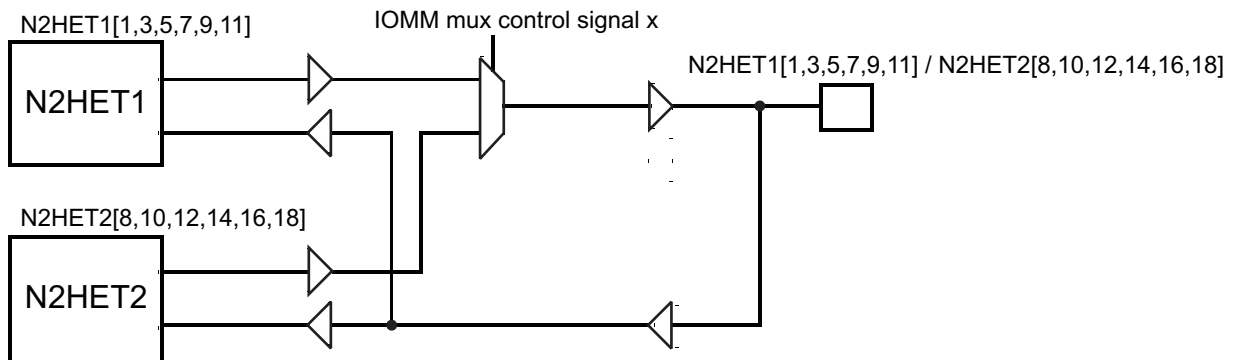 N2HET1[1,3,5,7,9,11]
IOMM mux control signal x
N2HET1[1,3,5,7,9,11] / N2HET2[8,10,12,14,16,18]
N2HET1
N2HET2[8,10,12,14,16,18]
N2HET2